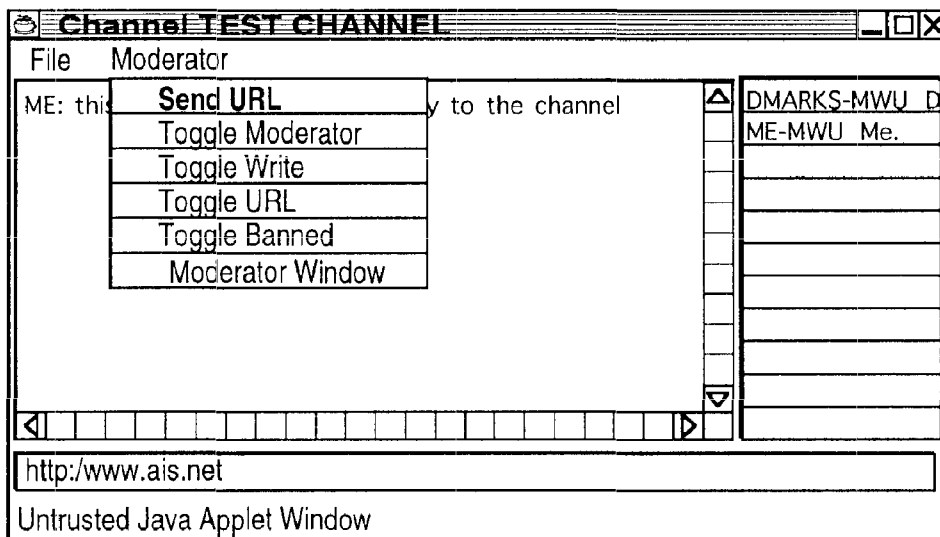 Channel TEST CHANNEL
File Moderator
ME: this y to the channel
Send URL
Toggle Moderator
Toggle Write
Toggle URL
Toggle Banned
Moderator Window
DMARKS-MWU D
ME-MWU Me.
http:/www.ais.net
Untrusted Java Applet Window